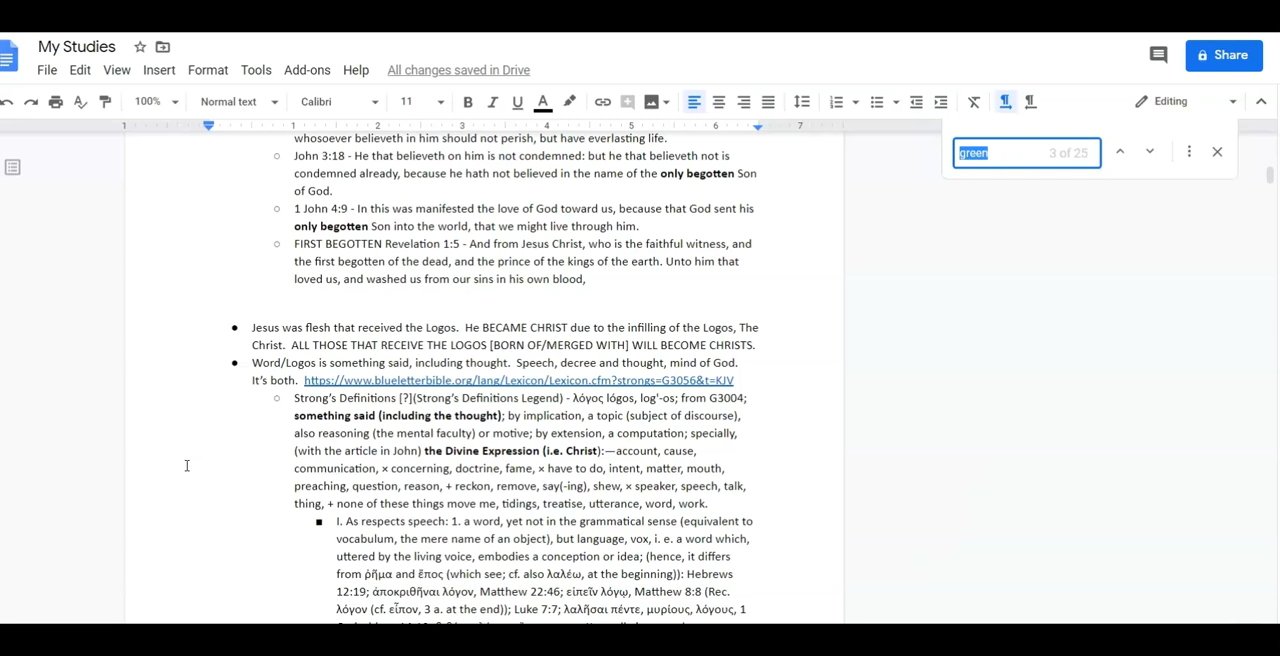 My Studies
File Edit View Insert Format Tools Add-ons Help All changes saved in Drive
Share
100% Normal text Calibri 11 B I U A Editing
1 1 2 3 4 5 6 7
green 3 of 25
whosoever believeth in him should not perish, but have everlasting life.
○ John 3:18 - He that believeth on him is not condemned: but he that believeth not is
condemned already, because he hath not believed in the name of the only begotten Son
of God.
○ 1 John 4:9 - In this was manifested the love of God toward us, because that God sent his
only begotten Son into the world, that we might live through him.
○ FIRST BEGOTTEN Revelation 1:5 - And from Jesus Christ, who is the faithful witness, and
the first begotten of the dead, and the prince of the kings of the earth. Unto him that
loved us, and washed us from our sins in his own blood,
● Jesus was flesh that received the Logos. He BECAME CHRIST due to the infilling of the Logos, The
Christ. ALL THOSE THAT RECEIVE THE LOGOS [BORN OF/MERGED WITH] WILL BECOME CHRISTS.
● Word/Logos is something said, including thought. Speech, decree and thought, mind of God.
It's both. https://www.blueletterbible.org/lang/Lexicon/Lexicon.cfm?strongs=G3056&t=KJV
○ Strong's Definitions [?](Strong's Definitions Legend) - λόγος lógos, log'-os; from G3004;
something said (including the thought); by implication, a topic (subject of discourse),
also reasoning (the mental faculty) or motive; by extension, a computation; specially,
(with the article in John) the Divine Expression (i.e. Christ):—account, cause,
communication, × concerning, doctrine, fame, × have to do, intent, matter, mouth,
preaching, question, reason, + reckon, remove, say(-ing), shew, × speaker, speech, talk,
thing, + none of these things move me, tidings, treatise, utterance, word, work.
■ I. As respects speech: 1. a word, yet not in the grammatical sense (equivalent to
vocabulum, the mere name of an object), but language, vox, i. e. a word which,
uttered by the living voice, embodies a conception or idea; (hence, it differs
from ῥῆμα and ἔπος (which see; cf. also λαλέω, at the beginning)): Hebrews
12:19; ἀποκριθῆναι λόγον, Matthew 22:46; εἰπεῖν λόγῳ, Matthew 8:8 (Rec.
λόγον (cf. εἶπον, 3 a. at the end)); Luke 7:7; λαλῆσαι πέντε, μυρίους, λόγους, 1